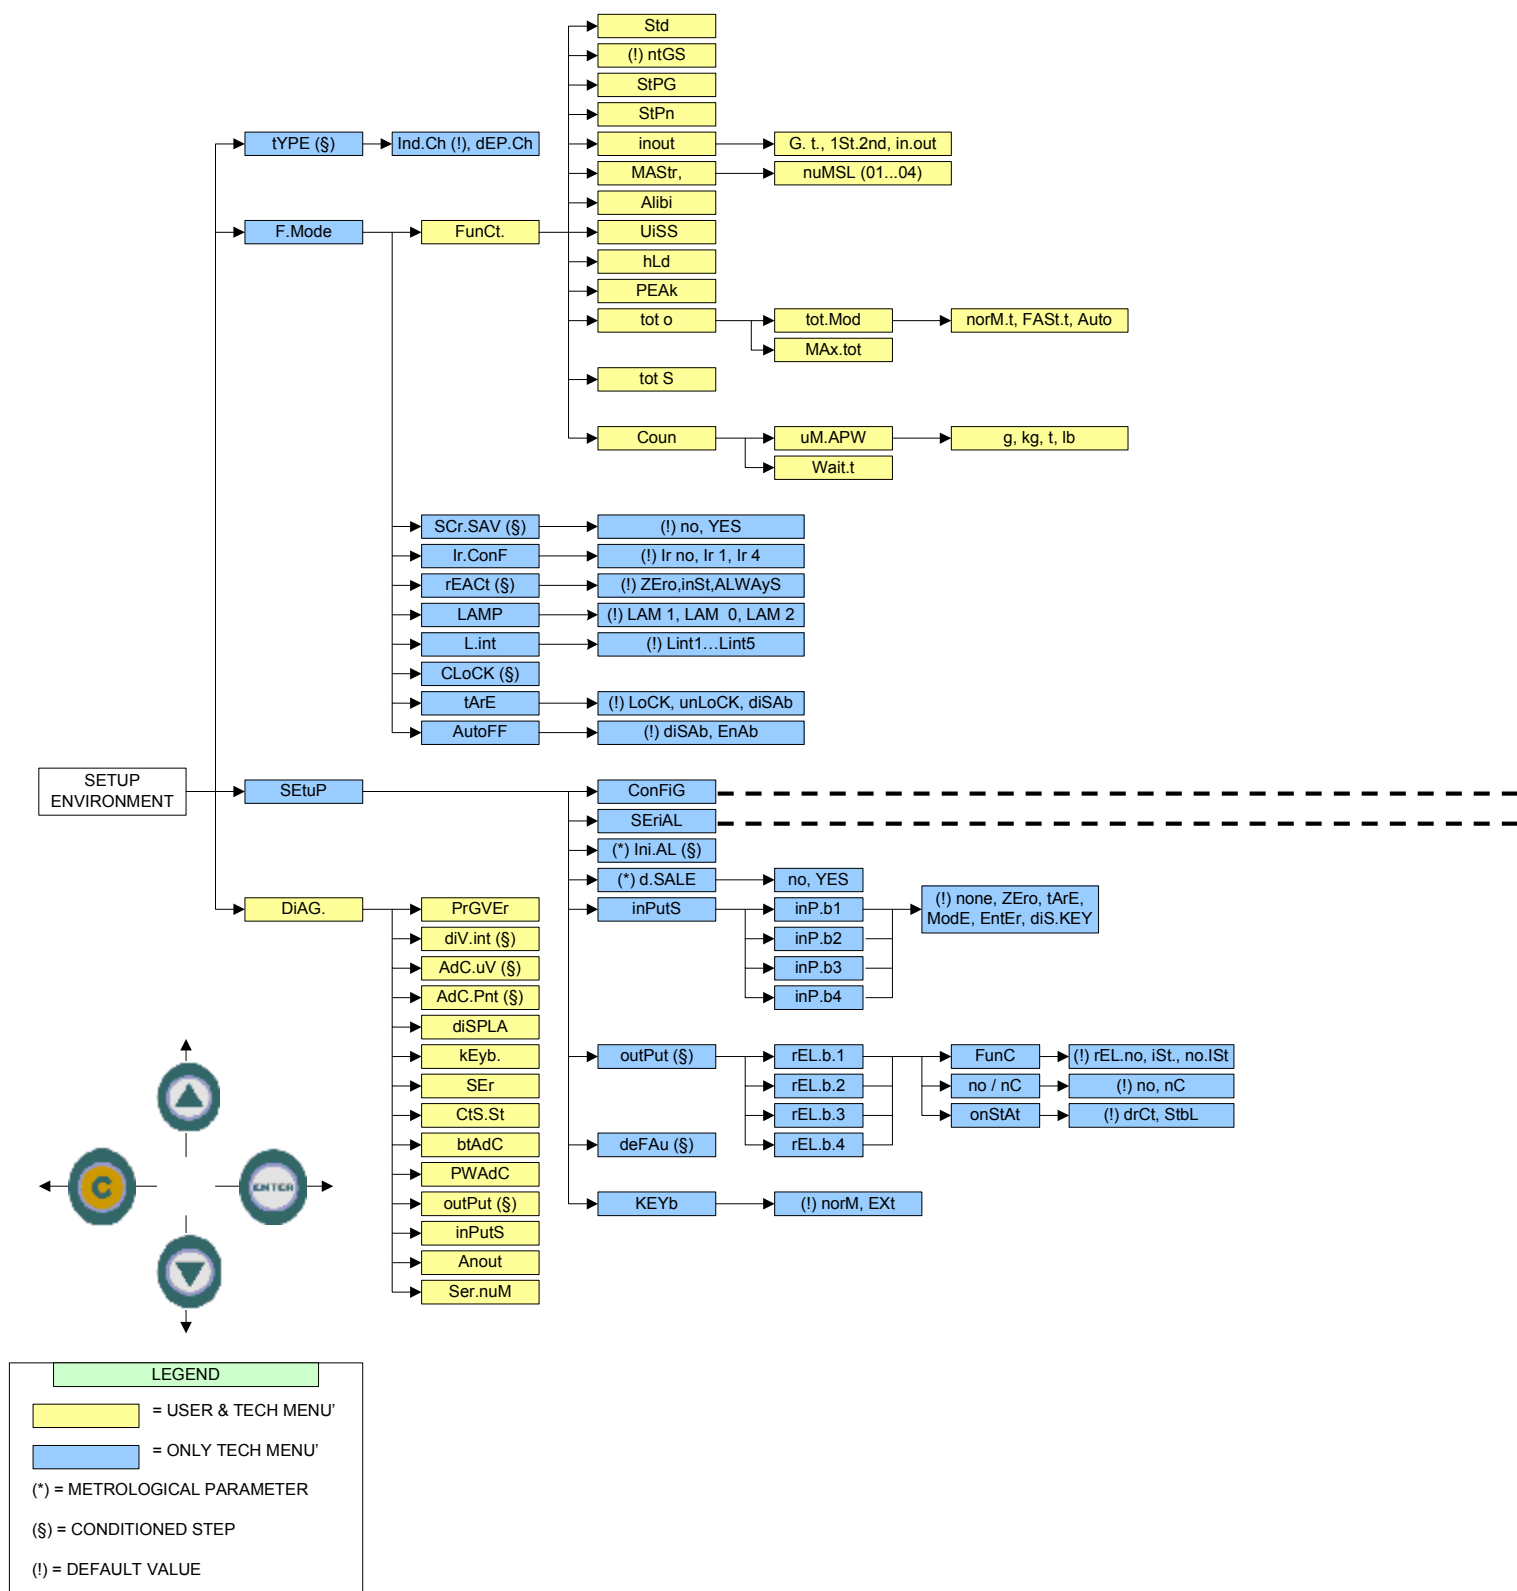 Std
(!) ntGS
StPG
StPn
tYPE (§)
Ind.Ch (!), dEP.Ch
inout
G. t., 1St.2nd, in.out
MAStr,
nuMSL (01...04)
Alibi
F.Mode
FunCt.
UiSS
hLd
PEAk
tot o
tot.Mod
norM.t, FASt.t, Auto
MAx.tot
tot S
Coun
uM.APW
g, kg, t, lb
Wait.t
SCr.SAV (§)
(!) no, YES
Ir.ConF
(!) Ir no, Ir 1, Ir 4
rEACt (§)
(!) ZEro,inSt,ALWAyS
LAMP
(!) LAM 1, LAM 0, LAM 2
L.int
(!) Lint1…Lint5
CLoCK (§)
tArE
(!) LoCK, unLoCK, diSAb
AutoFF
(!) diSAb, EnAb
SETUP
ENVIRONMENT
SEtuP
ConFiG
SEriAL
(*) Ini.AL (§)
(*) d.SALE
no, YES
DiAG.
PrGVEr
inPutS
inP.b1
(!) none, ZEro, tArE,
ModE, EntEr, diS.KEY
diV.int (§)
inP.b2
AdC.uV (§)
inP.b3
AdC.Pnt (§)
inP.b4
diSPLA
kEyb.
outPut (§)
rEL.b.1
FunC
(!) rEL.no, iSt., no.ISt
SEr
rEL.b.2
no / nC
(!) no, nC
CtS.St
rEL.b.3
onStAt
(!) drCt, StbL
btAdC
deFAu (§)
rEL.b.4
PWAdC
C
ENTER
outPut (§)
KEYb
(!) norM, EXt
inPutS
Anout
Ser.nuM
LEGEND
= USER & TECH MENU'
= ONLY TECH MENU'
(*) = METROLOGICAL PARAMETER
(§) = CONDITIONED STEP
(!) = DEFAULT VALUE